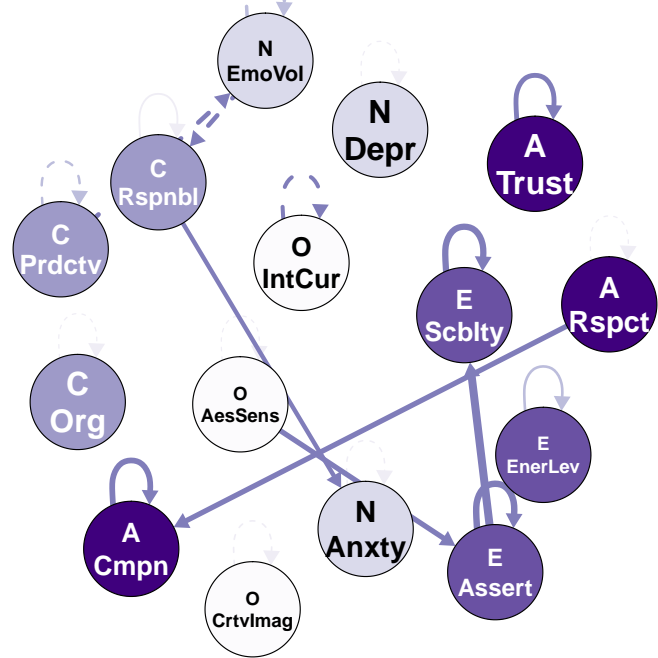 N
EmoVol
N
Depr
A
Trust
C
Rspnbl
C
Prdctv
O
IntCur
E
Scblty
A
Rspct
C
Org
O
AesSens
E
EnerLev
A
Cmpn
N
Anxty
E
Assert
O
CrtvImag